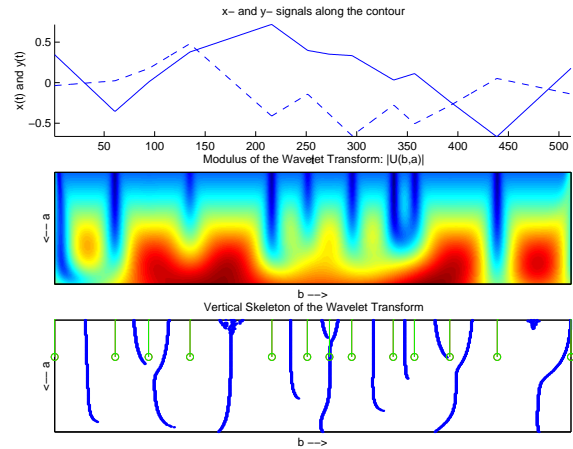 x− and y− signals along the contour
x(t) and y(t)
0.5
0
−0.5
50 100 150 200 250 300 350 400 450 500
Modulus of the Wavelet Transform: |U(b,a)|
<−− a
b −−>
Vertical Skeleton of the Wavelet Transform
<−− a
b −−>